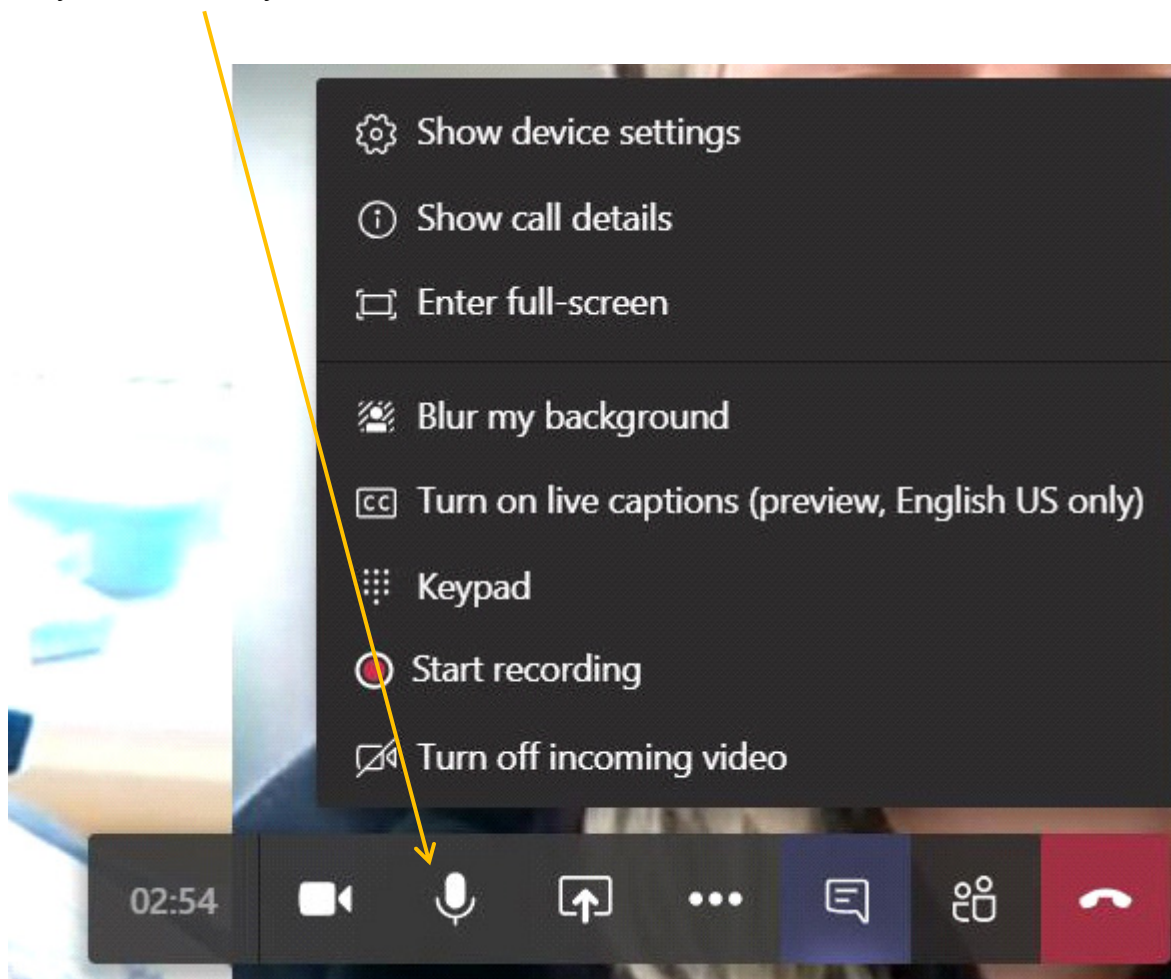 Show device settings
Show call details
Enter full-screen
Blur my background
CC Turn on live captions (preview, English US only)
Keypad
Start recording
Turn off incoming video
02:54